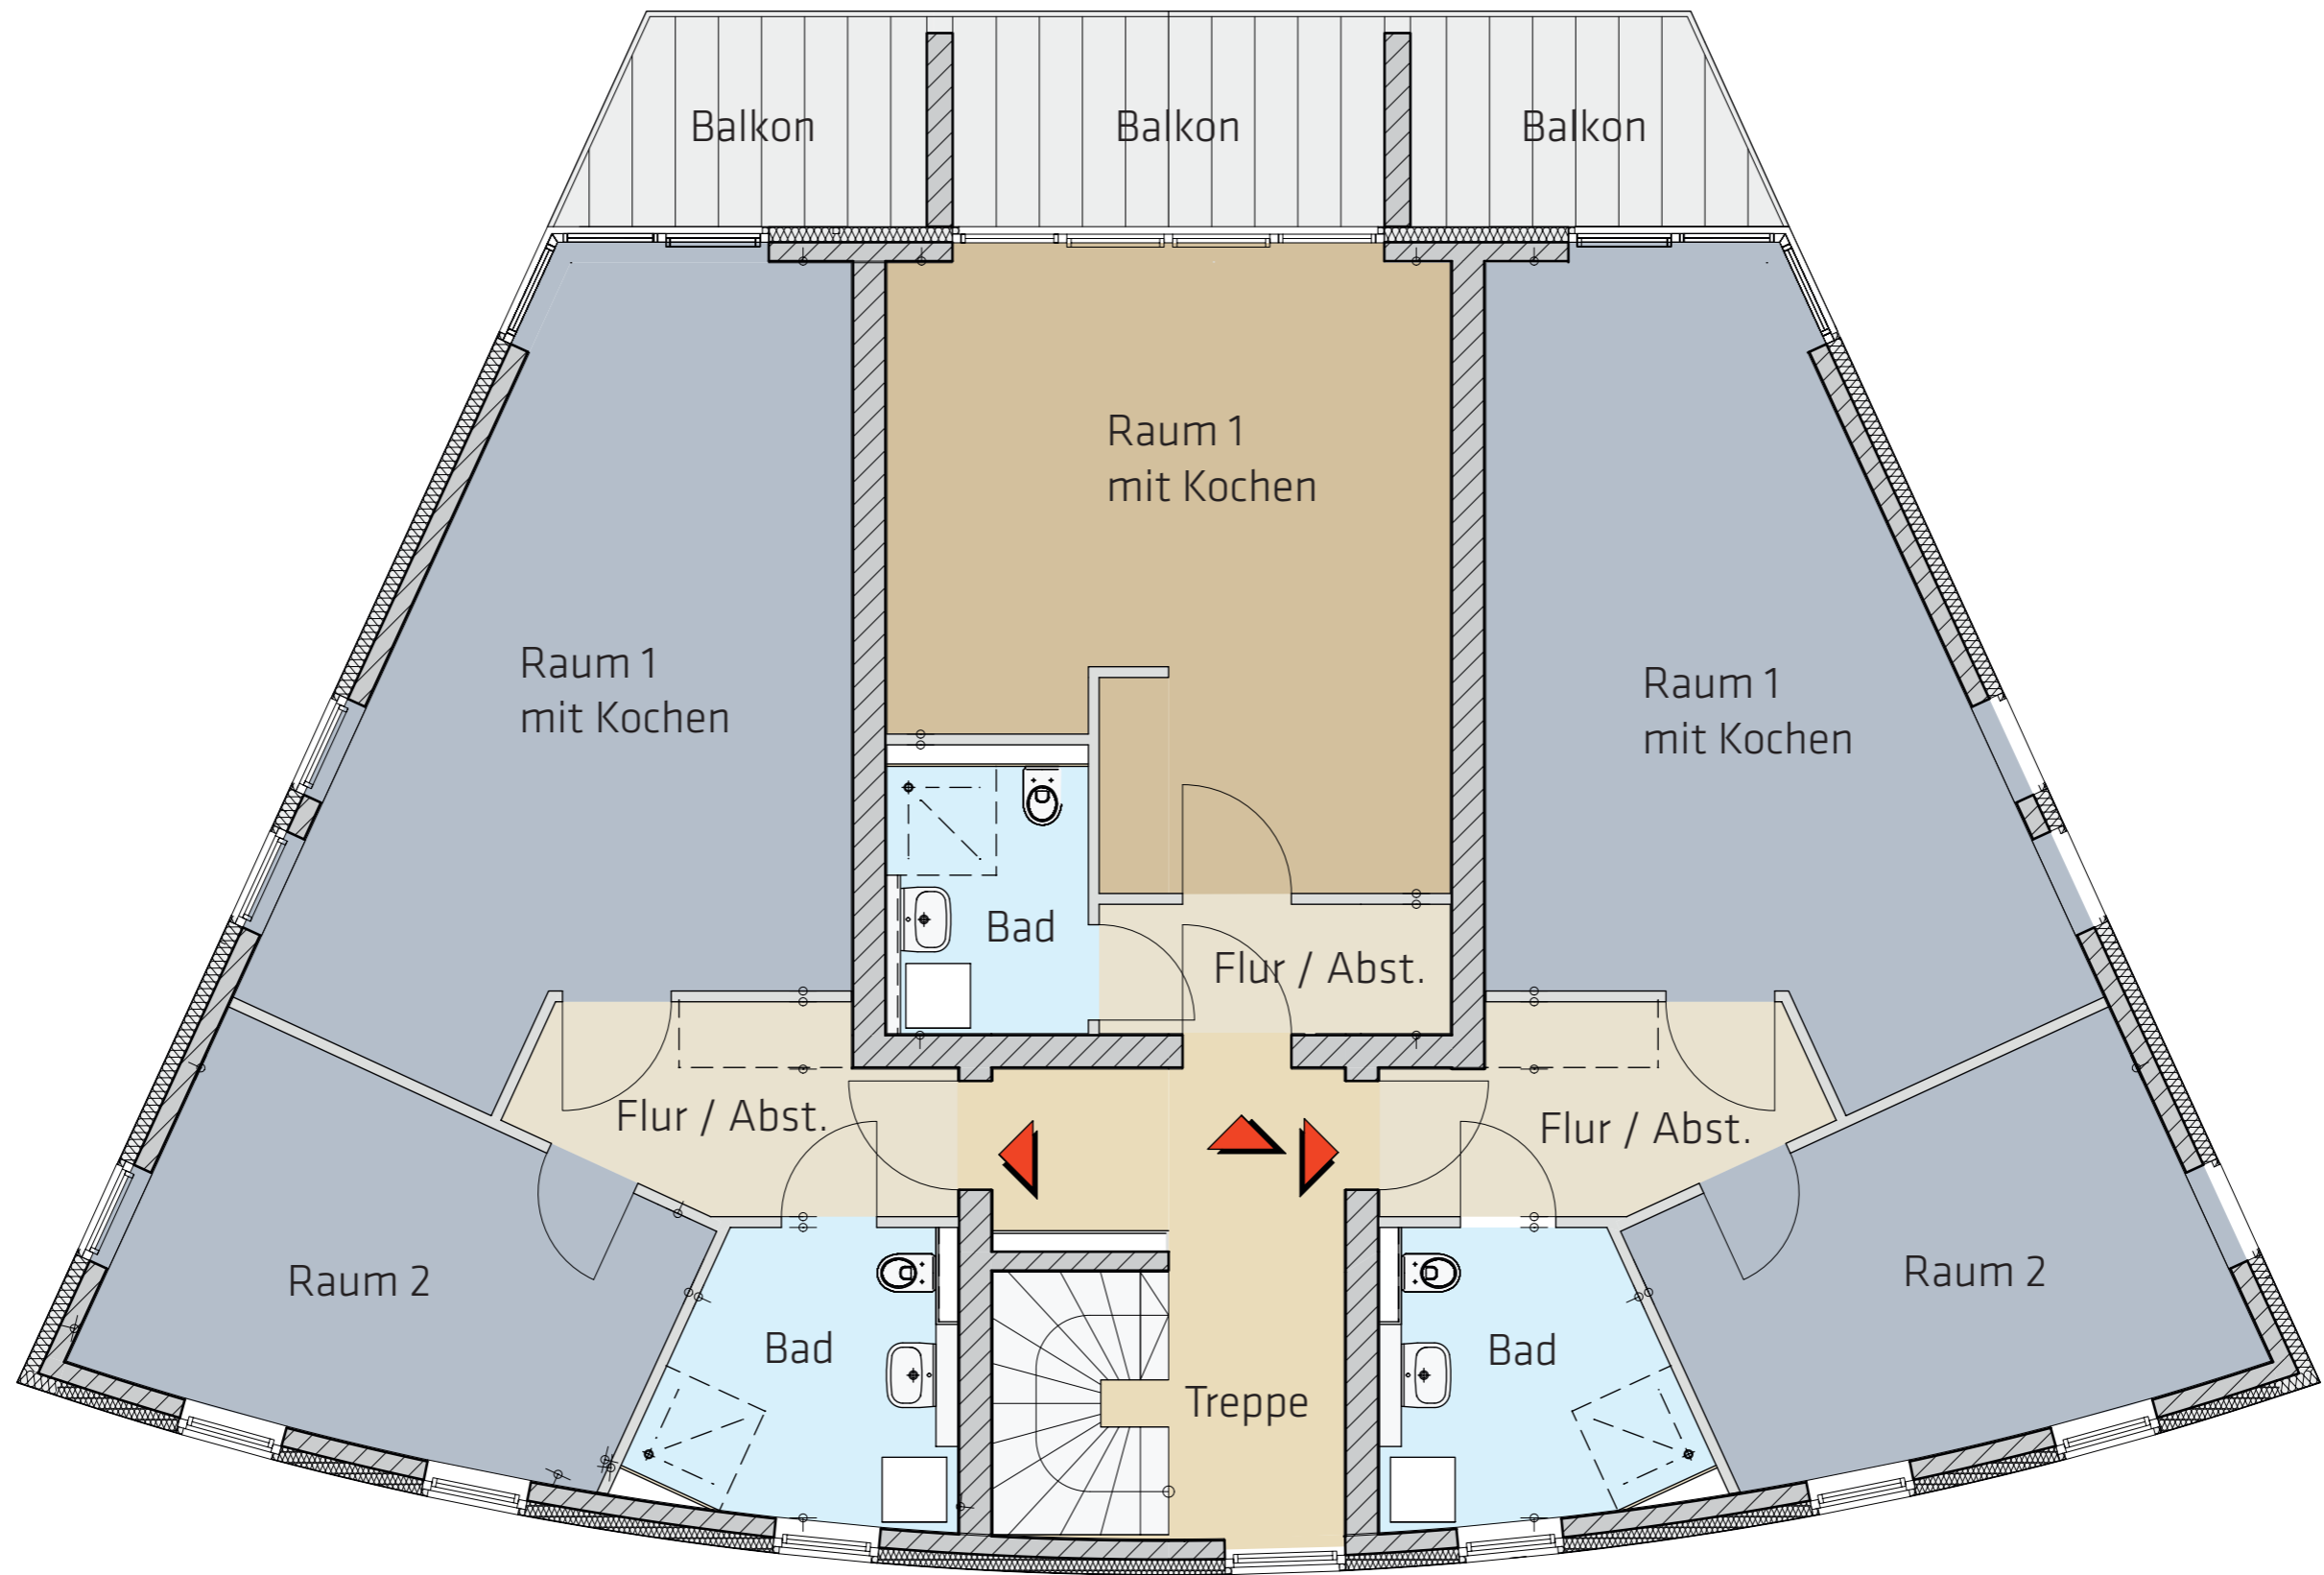 Balkon
Balkon
Balkon
Raum 1
mit Kochen
Raum 1
mit Kochen
Raum 1
mit Kochen
Bad
Flur / Abst.
Flur / Abst.
Flur / Abst.
Raum 2
Raum 2
Bad
Bad
Treppe